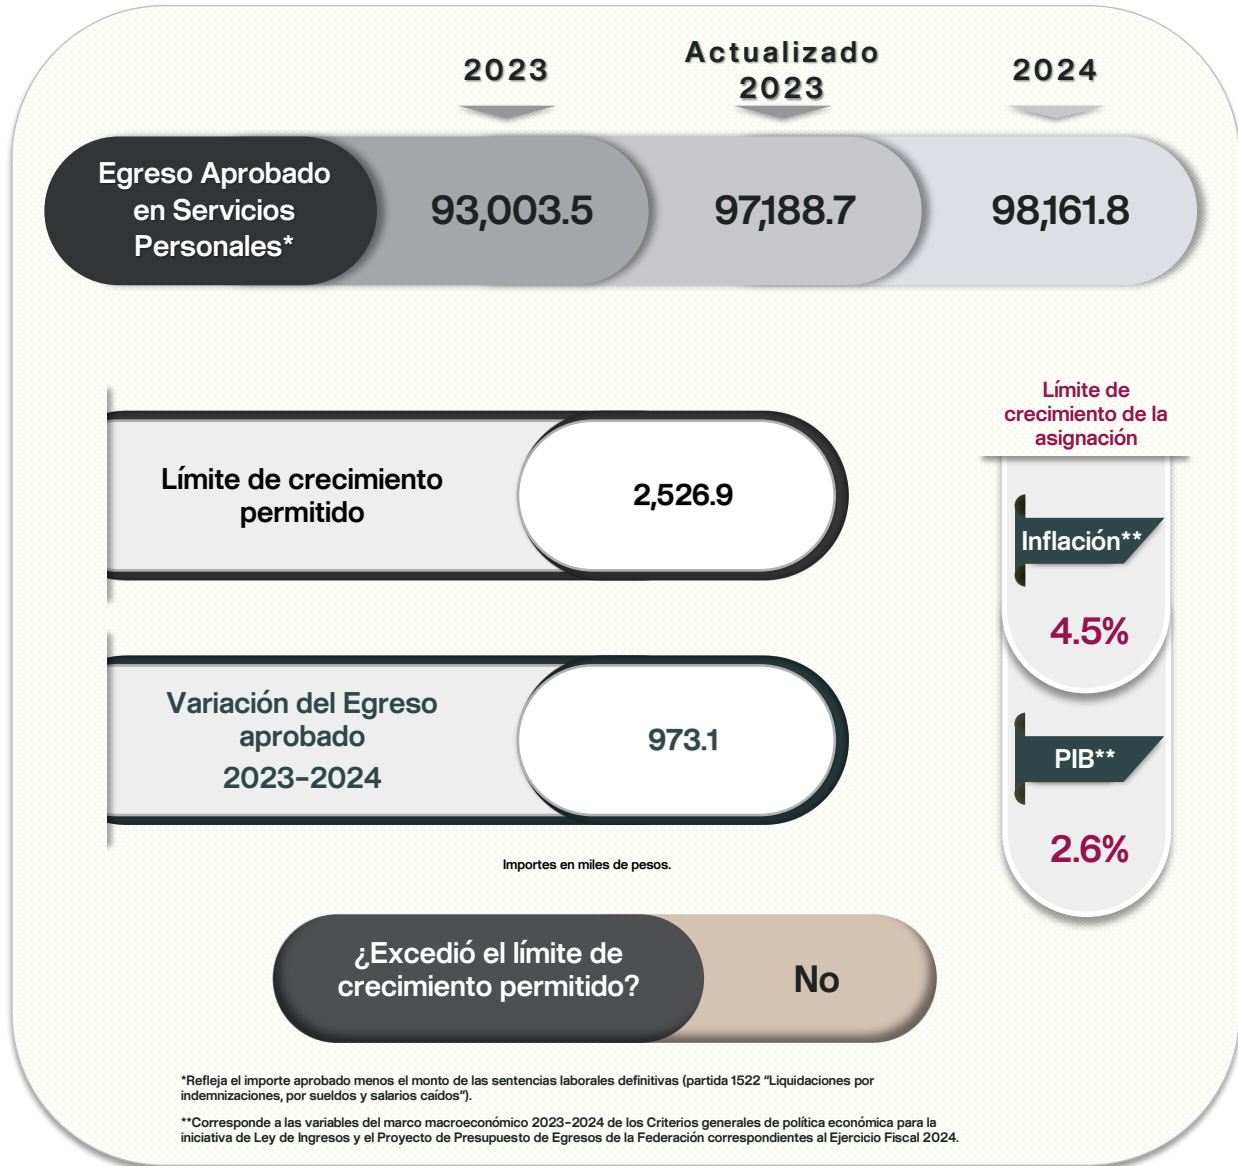 2023
Actualizado
2023
2024
Egreso Aprobado
en Servicios
Personales*
93,003.5
97,188.7
98,161.8
Límite de crecimiento
permitido
2,526.9
Límite de
crecimiento de la
asignación
Inflación**
4.5%
Variación del Egreso
aprobado
2023-2024
973.1
PIB**
2.6%
Importes en miles de pesos.
¿Excedió el límite de
crecimiento permitido?
No
*Refleja el importe aprobado menos el monto de las sentencias laborales definitivas (partida 1522 "Liquidaciones por
indemnizaciones, por sueldos y salarios caídos").
**Corresponde a las variables del marco macroeconómico 2023-2024 de los Criterios generales de política económica para la
iniciativa de Ley de Ingresos y el Proyecto de Presupuesto de Egresos de la Federación correspondientes al Ejercicio Fiscal 2024.